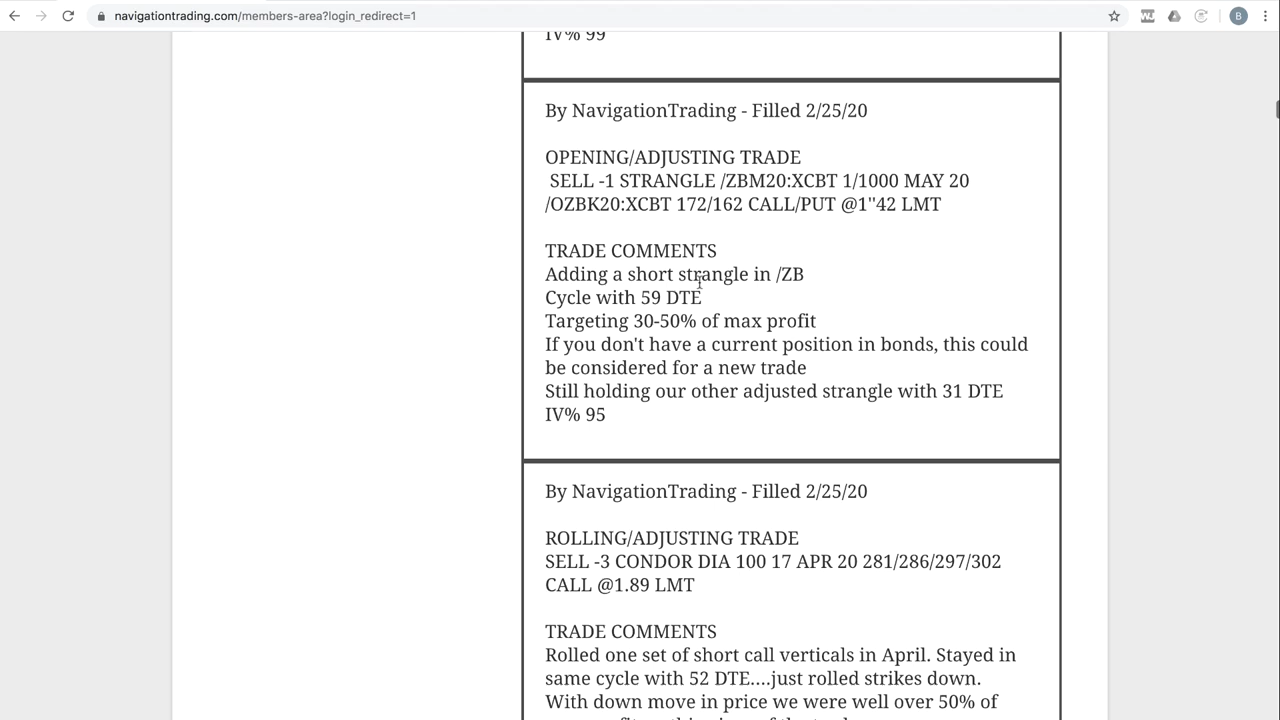 navigationtrading.com/members-area?login_redirect=1
B
IV% 99
By NavigationTrading - Filled 2/25/20
OPENING/ADJUSTING TRADE
SELL -1 STRANGLE /ZBM20:XCBT 1/1000 MAY 20
/OZBK20:XCBT 172/162 CALL/PUT @1''42 LMT
TRADE COMMENTS
Adding a short strangle in /ZB
Cycle with 59 DTE
Targeting 30-50% of max profit
If you don't have a current position in bonds, this could
be considered for a new trade
Still holding our other adjusted strangle with 31 DTE
IV% 95
By NavigationTrading - Filled 2/25/20
ROLLING/ADJUSTING TRADE
SELL -3 CONDOR DIA 100 17 APR 20 281/286/297/302
CALL @1.89 LMT
TRADE COMMENTS
Rolled one set of short call verticals in April. Stayed in
same cycle with 52 DTE....just rolled strikes down.
With down move in price we were well over 50% of